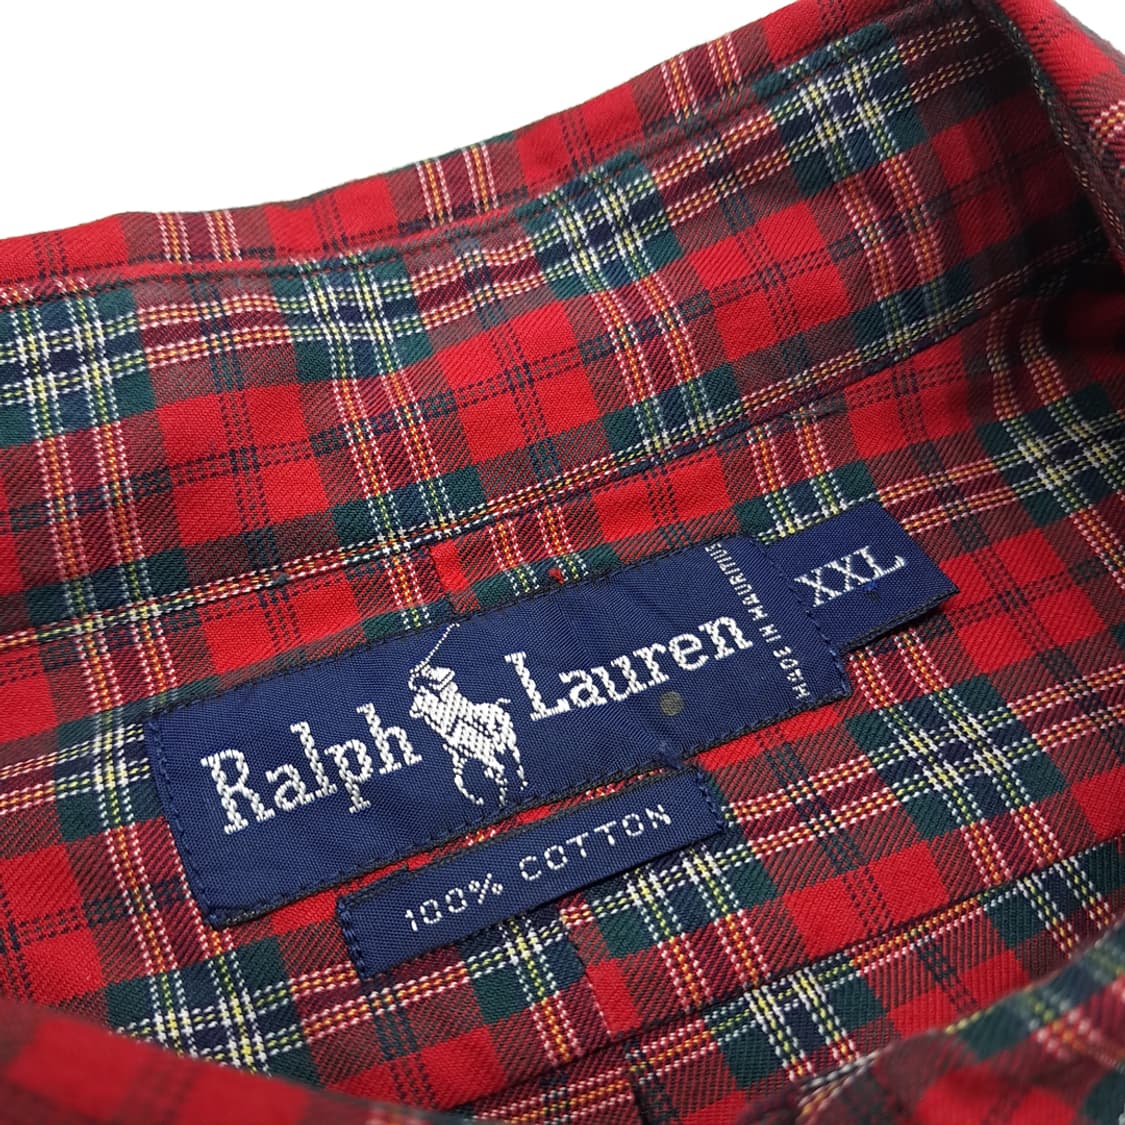 Ralph Lauren
MADE IN MAURITIUS
XXL
100% COTTON